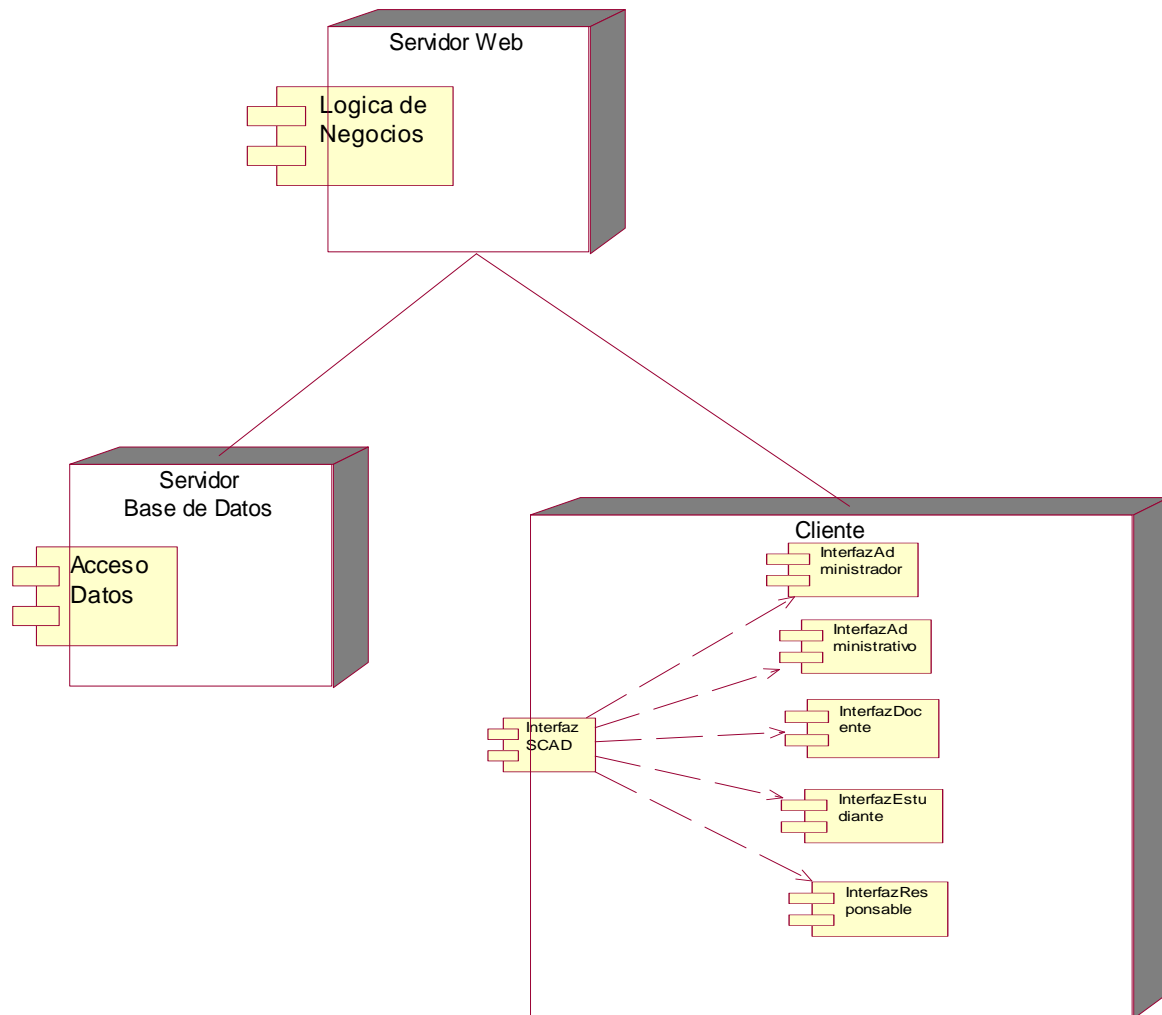 Servidor Web
Logica de
Negocios
Servidor
Base de Datos
Acceso
Datos
Cliente
InterfazAd
ministrador
InterfazAd
ministrativo
InterfazDoc
ente
Interfaz
SCAD
InterfazEstu
diante
InterfazRes
ponsable